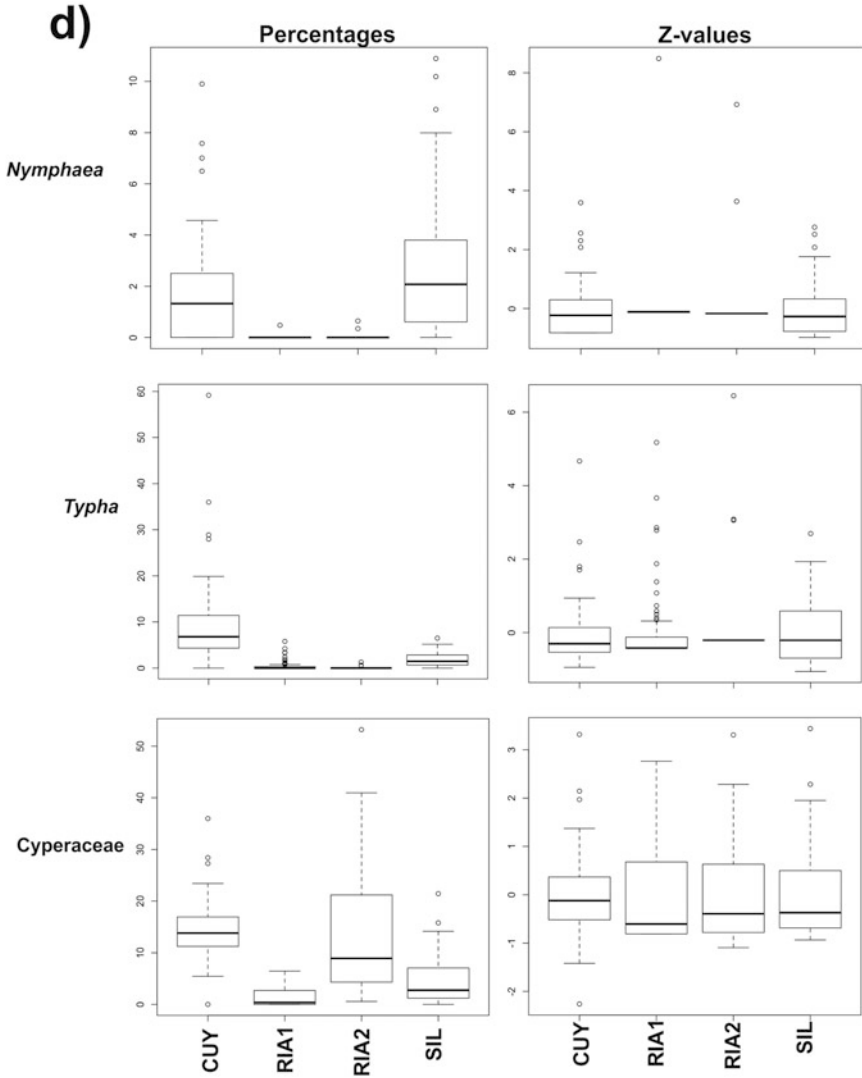 d)
Percentages
Z-values
Nymphaea
0 2 4 6 8 10
0 2 4 6 8
Typha
0 10 20 30 40 50 60
0 2 4 6
Cyperaceae
0 10 20 30 40 50
-2 -1 0 1 2 3
CUY RIA1 RIA2 SIL
CUY RIA1 RIA2 SIL